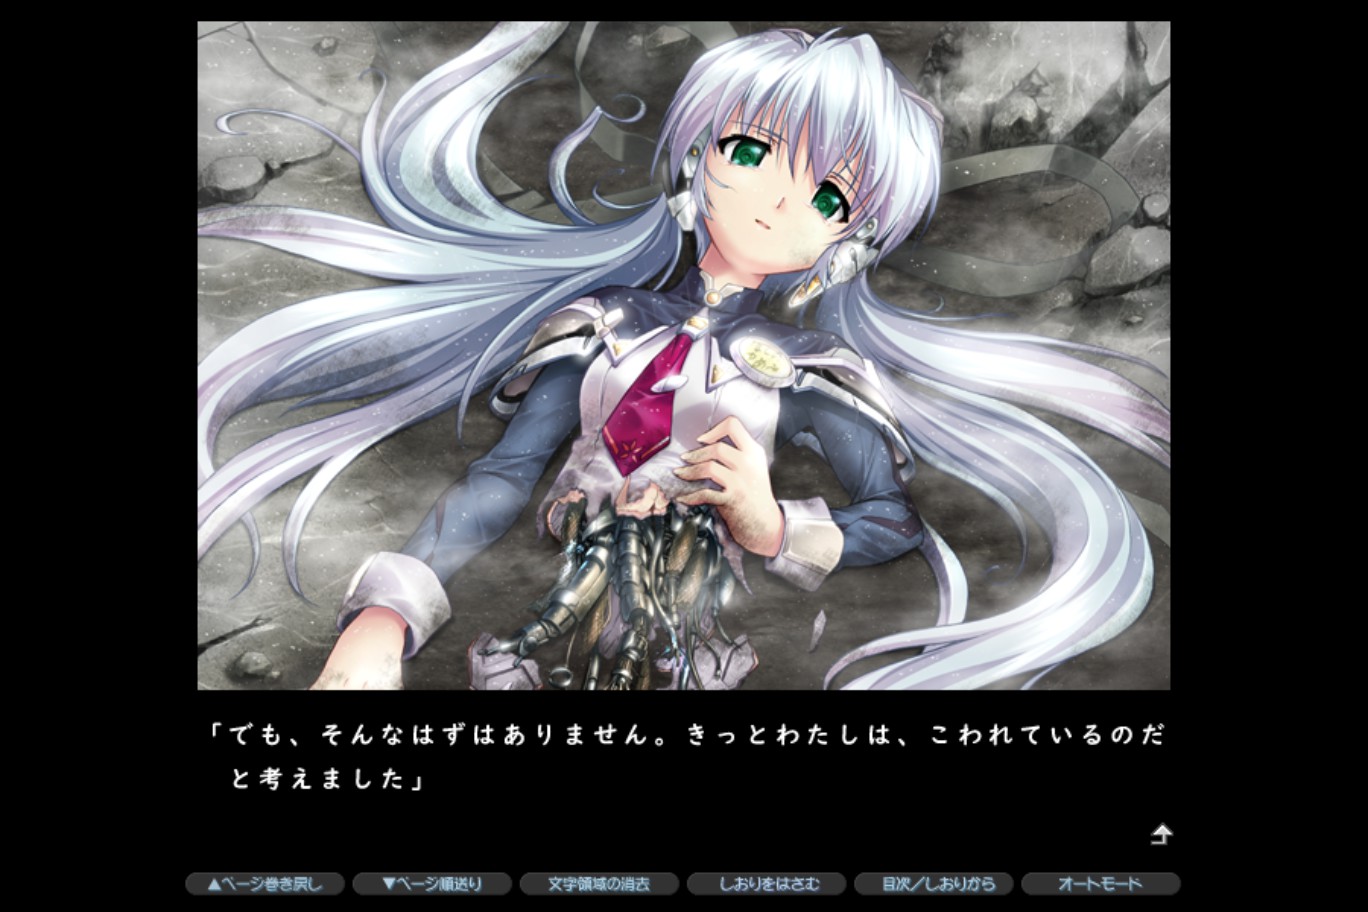 「でも、そんなはずはありません。きっとわたしは、こわれているのだ
と考えました」
▲ページ巻き戻し
▼ページ順送り
文字領域の消去
しおりをはさむ
目次／しおりから
オートモード